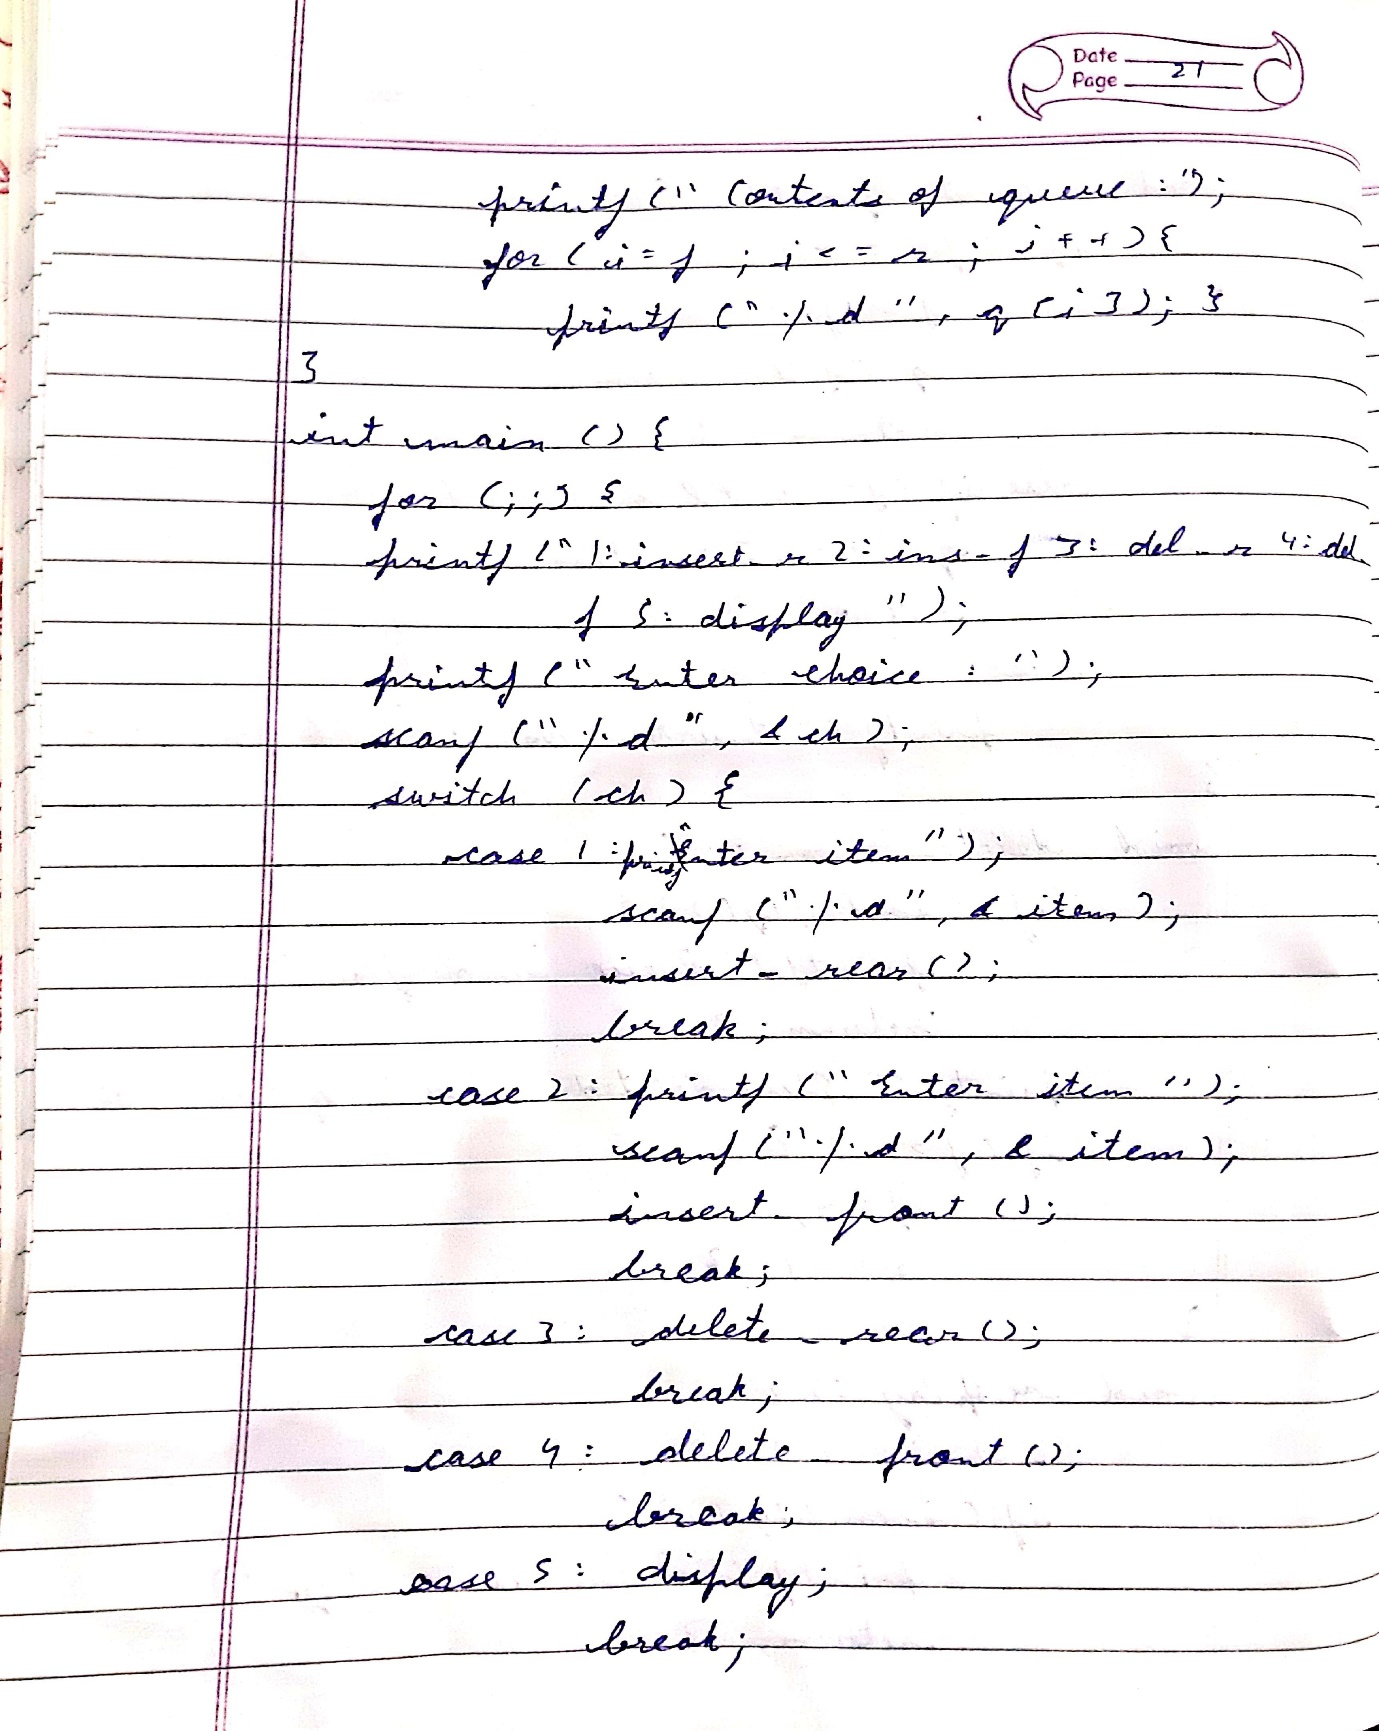 Date
Page 21
printf (" Contents of queue : ");
for ( i = f ; i <= r ; i++ ) {
printf (" %d ", q [i] ); }
}
int main () {
for (;;) {
printf (" 1: insert_r 2: ins_f 3: del_r 4: del_
f 5: display ");
printf (" Enter choice : ");
scanf (" %d ", & ch );
switch (ch) {
case 1 : printf("Enter item ");
scanf (" %d ", & item );
insert_rear ();
break;
case 2 : printf (" Enter item ");
scanf (" %d ", & item);
insert_front ();
break;
case 3 : delete_rear ();
break;
case 4 : delete_front ();
break;
case 5 : display;
break;